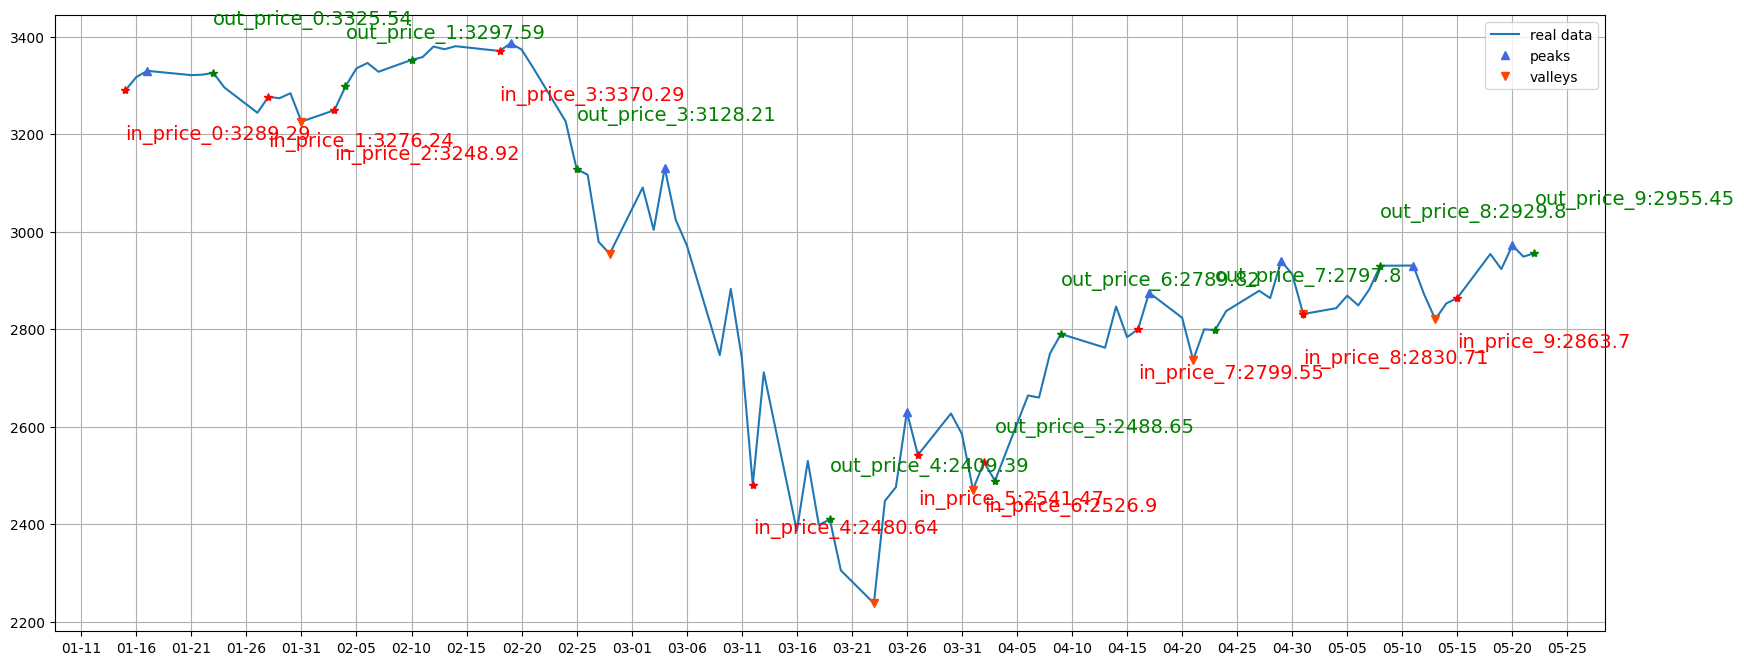 out_price_0:3325.54
out_price_1:3297.59
real data
peaks
valleys
in_price_3:3370.29
out_price_3:3128.21
in_price_0:3289.29
in_price_1:3276.24
in_price_2:3248.92
out_price_9:2955.45
out_price_8:2929.8
out_price_6:2789.82
out_price_7:2797.8
in_price_9:2863.7
in_price_8:2830.71
in_price_7:2799.55
out_price_5:2488.65
out_price_4:2409.39
in_price_5:2541.47
in_price_6:2526.9
in_price_4:2480.64
3400
3200
3000
2800
2600
2400
2200
01-11 01-16 01-21 01-26 01-31 02-05 02-10 02-15 02-20 02-25 03-01 03-06 03-11 03-16 03-21 03-26 03-31 04-05 04-10 04-15 04-20 04-25 04-30 05-05 05-10 05-15 05-20 05-25